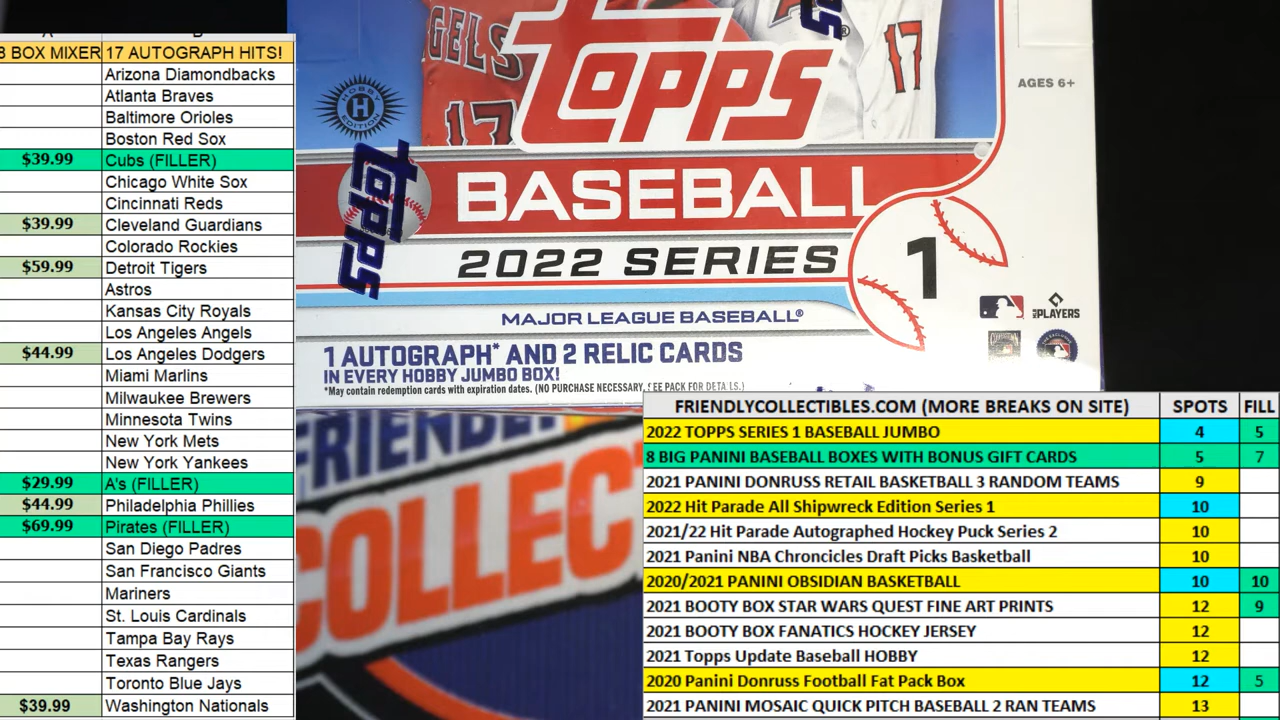 A B
8 BOX MIXER 17 AUTOGRAPH HITS!
Arizona Diamondbacks
Atlanta Braves
Baltimore Orioles
Boston Red Sox
$39.99 Cubs (FILLER)
Chicago White Sox
Cincinnati Reds
$39.99 Cleveland Guardians
Colorado Rockies
$59.99 Detroit Tigers
Astros
Kansas City Royals
Los Angeles Angels
$44.99 Los Angeles Dodgers
Miami Marlins
Milwaukee Brewers
Minnesota Twins
New York Mets
New York Yankees
$29.99 A's (FILLER)
$44.99 Philadelphia Phillies
$69.99 Pirates (FILLER)
San Diego Padres
San Francisco Giants
Mariners
St. Louis Cardinals
Tampa Bay Rays
Texas Rangers
Toronto Blue Jays
$39.99 Washington Nationals
ANGELS
17
17
HOBBY
H
EDITION
topps
AGES 6+
topps
BASEBALL
2022 SERIES 1
MAJOR LEAGUE BASEBALL®
PLAYERS
1 AUTOGRAPH* AND 2 RELIC CARDS
IN EVERY HOBBY JUMBO BOX!
*May contain redemption cards with expiration dates. (NO PURCHASE NECESSARY, SEE PACK FOR DETAILS.)
FRIENDLY
COLLEC
FRIENDLYCOLLECTIBLES.COM (MORE BREAKS ON SITE) SPOTS FILL
2022 TOPPS SERIES 1 BASEBALL JUMBO 4 5
8 BIG PANINI BASEBALL BOXES WITH BONUS GIFT CARDS 5 7
2021 PANINI DONRUSS RETAIL BASKETBALL 3 RANDOM TEAMS 9
2022 Hit Parade All Shipwreck Edition Series 1 10
2021/22 Hit Parade Autographed Hockey Puck Series 2 10
2021 Panini NBA Chroncicles Draft Picks Basketball 10
2020/2021 PANINI OBSIDIAN BASKETBALL 10 10
2021 BOOTY BOX STAR WARS QUEST FINE ART PRINTS 12 9
2021 BOOTY BOX FANATICS HOCKEY JERSEY 12
2021 Topps Update Baseball HOBBY 12
2020 Panini Donruss Football Fat Pack Box 12 5
2021 PANINI MOSAIC QUICK PITCH BASEBALL 2 RAN TEAMS 13